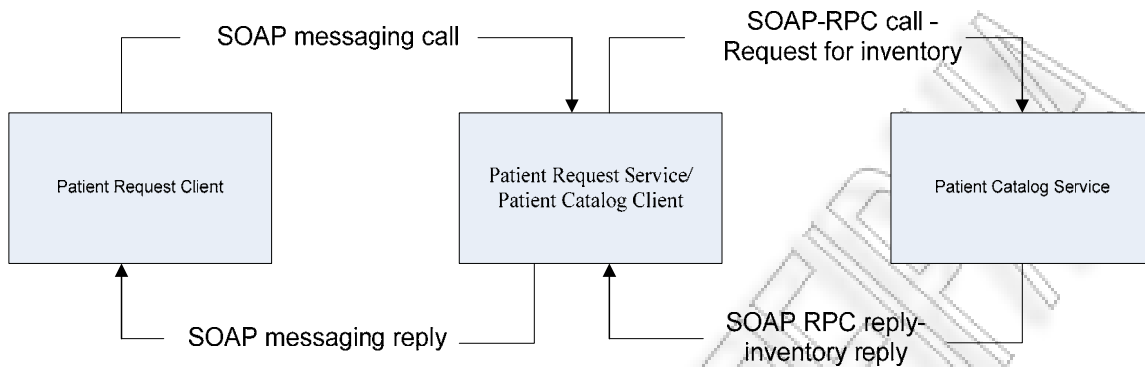 SOAP messaging call
SOAP-RPC call -
Request for inventory
Patient Request Client
Patient Request Service/
Patient Catalog Client
Patient Catalog Service
SOAP messaging reply
SOAP RPC reply-
inventory reply